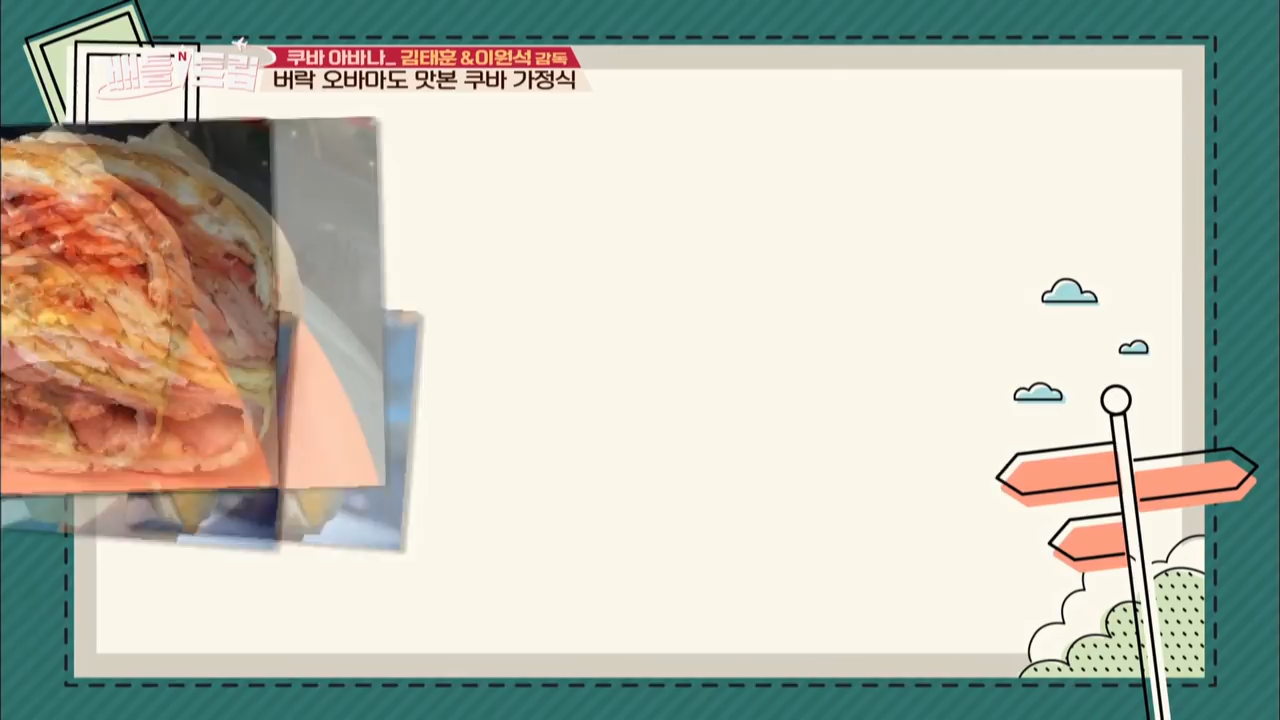 배틀트립
쿠바 아바나_ 김태훈 & 이원석 감독
버락 오바마도 맛본 쿠바 가정식